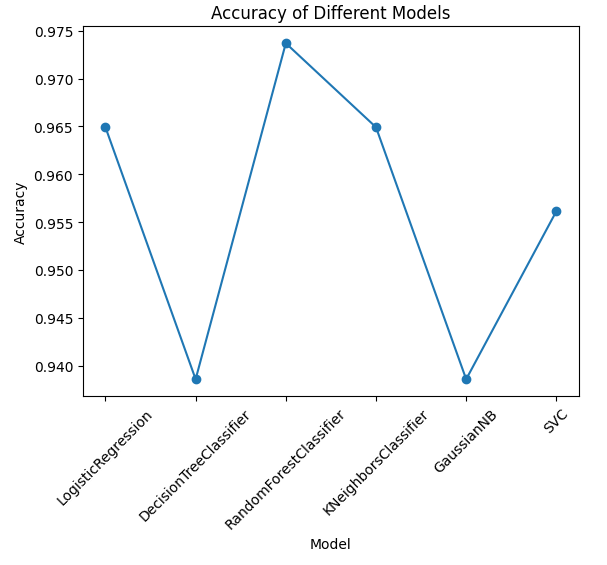 Accuracy of Different Models
0.975
0.970
0.965
0.960
0.955
0.950
0.945
0.940
Accuracy
LogisticRegression
DecisionTreeClassifier
RandomForestClassifier
KNeighborsClassifier
GaussianNB
SVC
Model